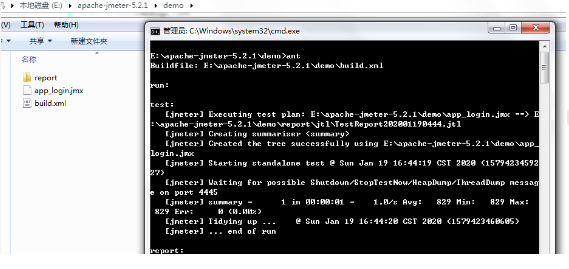 本地磁盘 (E:) ▸ apache-jmeter-5.2.1 ▸ demo ▸
工具(T) 帮助(H)
共享 ▼ 新建文件夹
名称
report
app_login.jmx
build.xml
管理员: C:\Windows\system32\cmd.exe
E:\apache-jmeter-5.2.1\demo>ant
Buildfile: E:\apache-jmeter-5.2.1\demo\build.xml
run:
test:
[jmeter] Executing test plan: E:\apache-jmeter-5.2.1\demo\app_login.jmx ==> E
:\apache-jmeter-5.2.1\demo\report\jtl\TestReport202001190444.jtl
[jmeter] Creating summariser <summary>
[jmeter] Created the tree successfully using E:\apache-jmeter-5.2.1\demo\app_
login.jmx
[jmeter] Starting standalone test @ Sun Jan 19 16:44:19 CST 2020 (15794234592
27)
[jmeter] Waiting for possible Shutdown/StopTestNow/HeapDump/ThreadDump messag
e on port 4445
[jmeter] summary = 1 in 00:00:01 = 1.0/s Avg: 829 Min: 829 Max:
829 Err: 0 (0.00%)
[jmeter] Tidying up ... @ Sun Jan 19 16:44:20 CST 2020 (1579423460605)
[jmeter] ... end of run
report: